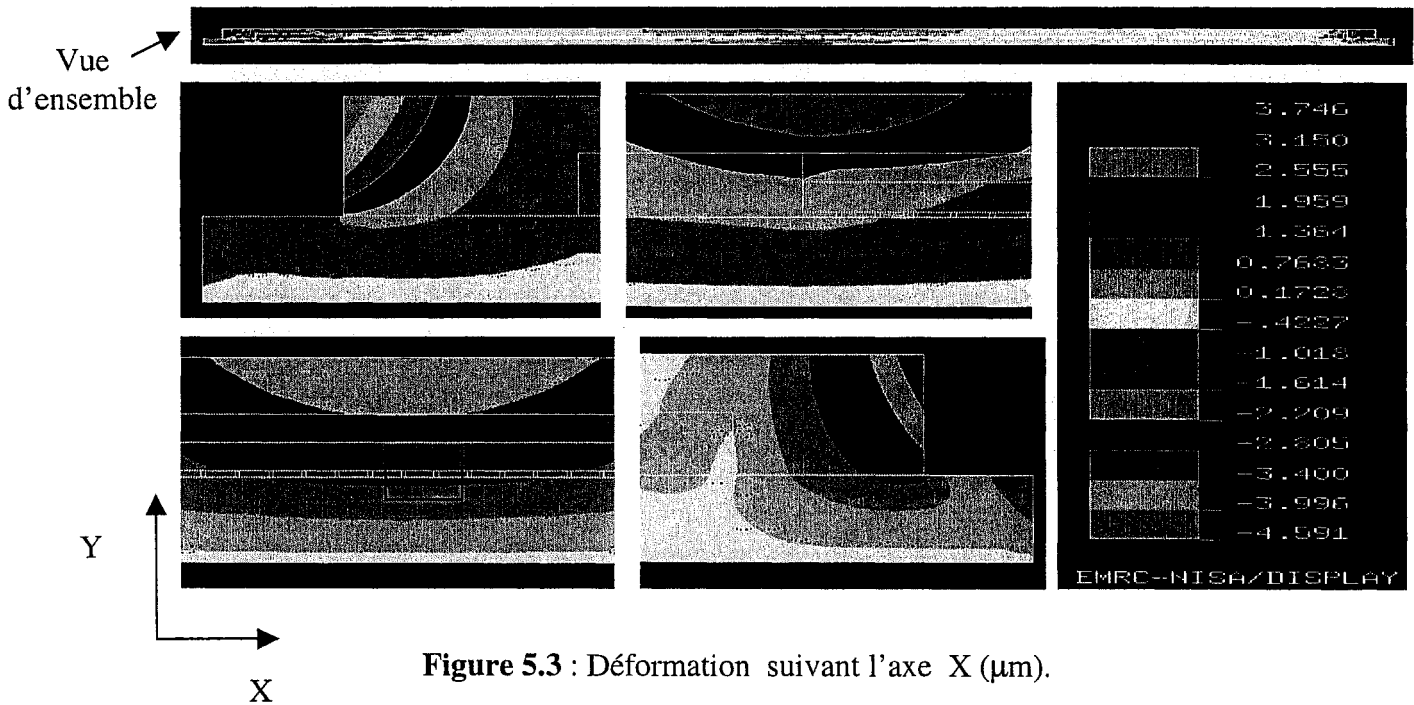 Vue
d'ensemble
3.746
3.150
2.555
1.959
1.364
0.7683
0.1728
-.4227
-1.018
-1.614
-2.209
-2.805
-3.400
-3.996
-4.591
EMRC-NISA/DISPLAY
Y
X
Figure 5.3 : Déformation suivant l'axe X (μm).